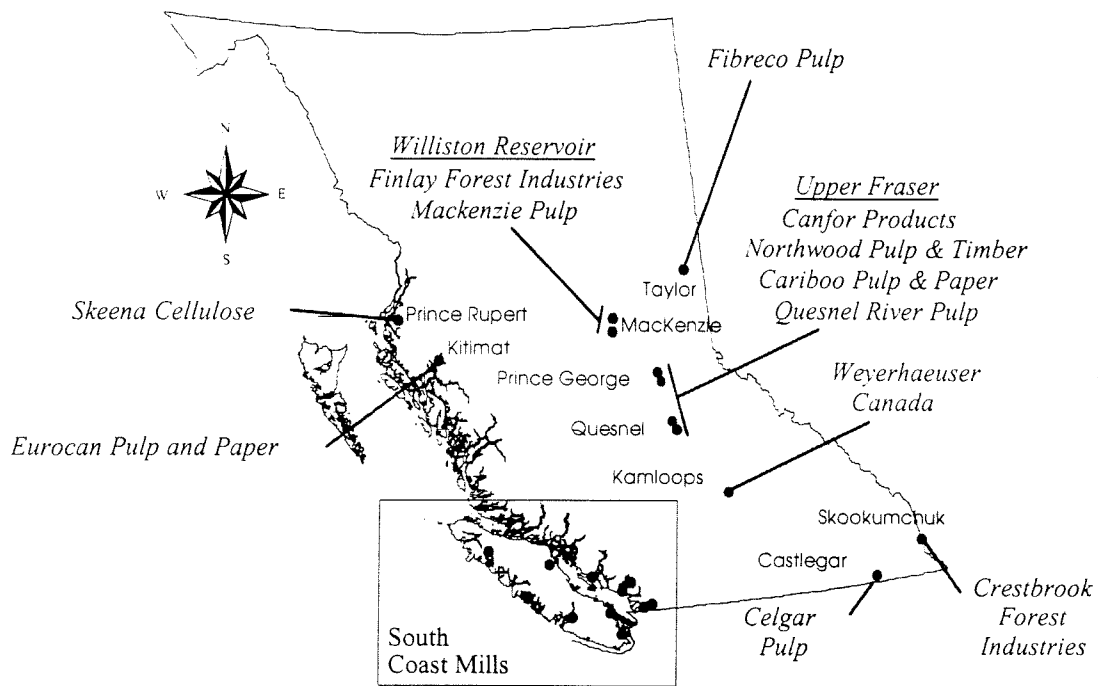 Fibreco Pulp
N
W
E
S
Williston Reservoir
Finlay Forest Industries
Mackenzie Pulp
Upper Fraser
Canfor Products
Northwood Pulp & Timber
Cariboo Pulp & Paper
Quesnel River Pulp
Taylor
Skeena Cellulose
Prince Rupert
MacKenzie
Kitimat
Prince George
Weyerhaeuser
Canada
Eurocan Pulp and Paper
Quesnel
Kamloops
Skookumchuk
Castlegar
Celgar
Pulp
Crestbrook
Forest
Industries
South
Coast Mills